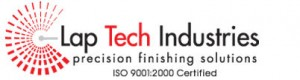 Lap Tech Industries
precision finishing solutions
ISO 9001:2000 Certified